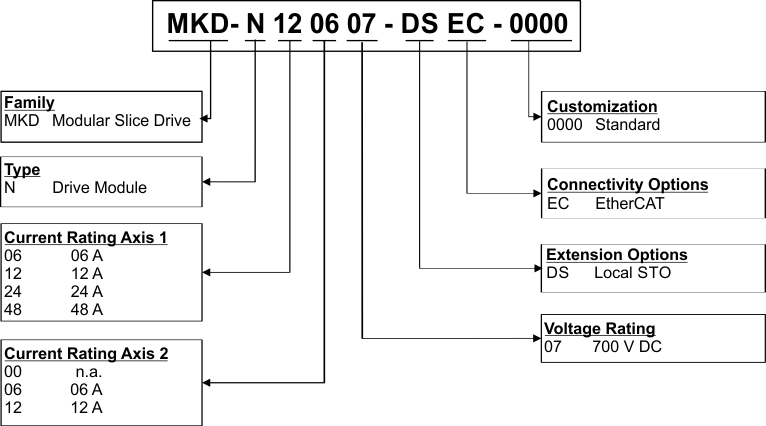 MKD- N 12 06 07 - DS EC - 0000
Family
MKD Modular Slice Drive
Type
N Drive Module
Current Rating Axis 1
06 06 A
12 12 A
24 24 A
48 48 A
Current Rating Axis 2
00 n.a.
06 06 A
12 12 A
Customization
0000 Standard
Connectivity Options
EC EtherCAT
Extension Options
DS Local STO
Voltage Rating
07 700 V DC